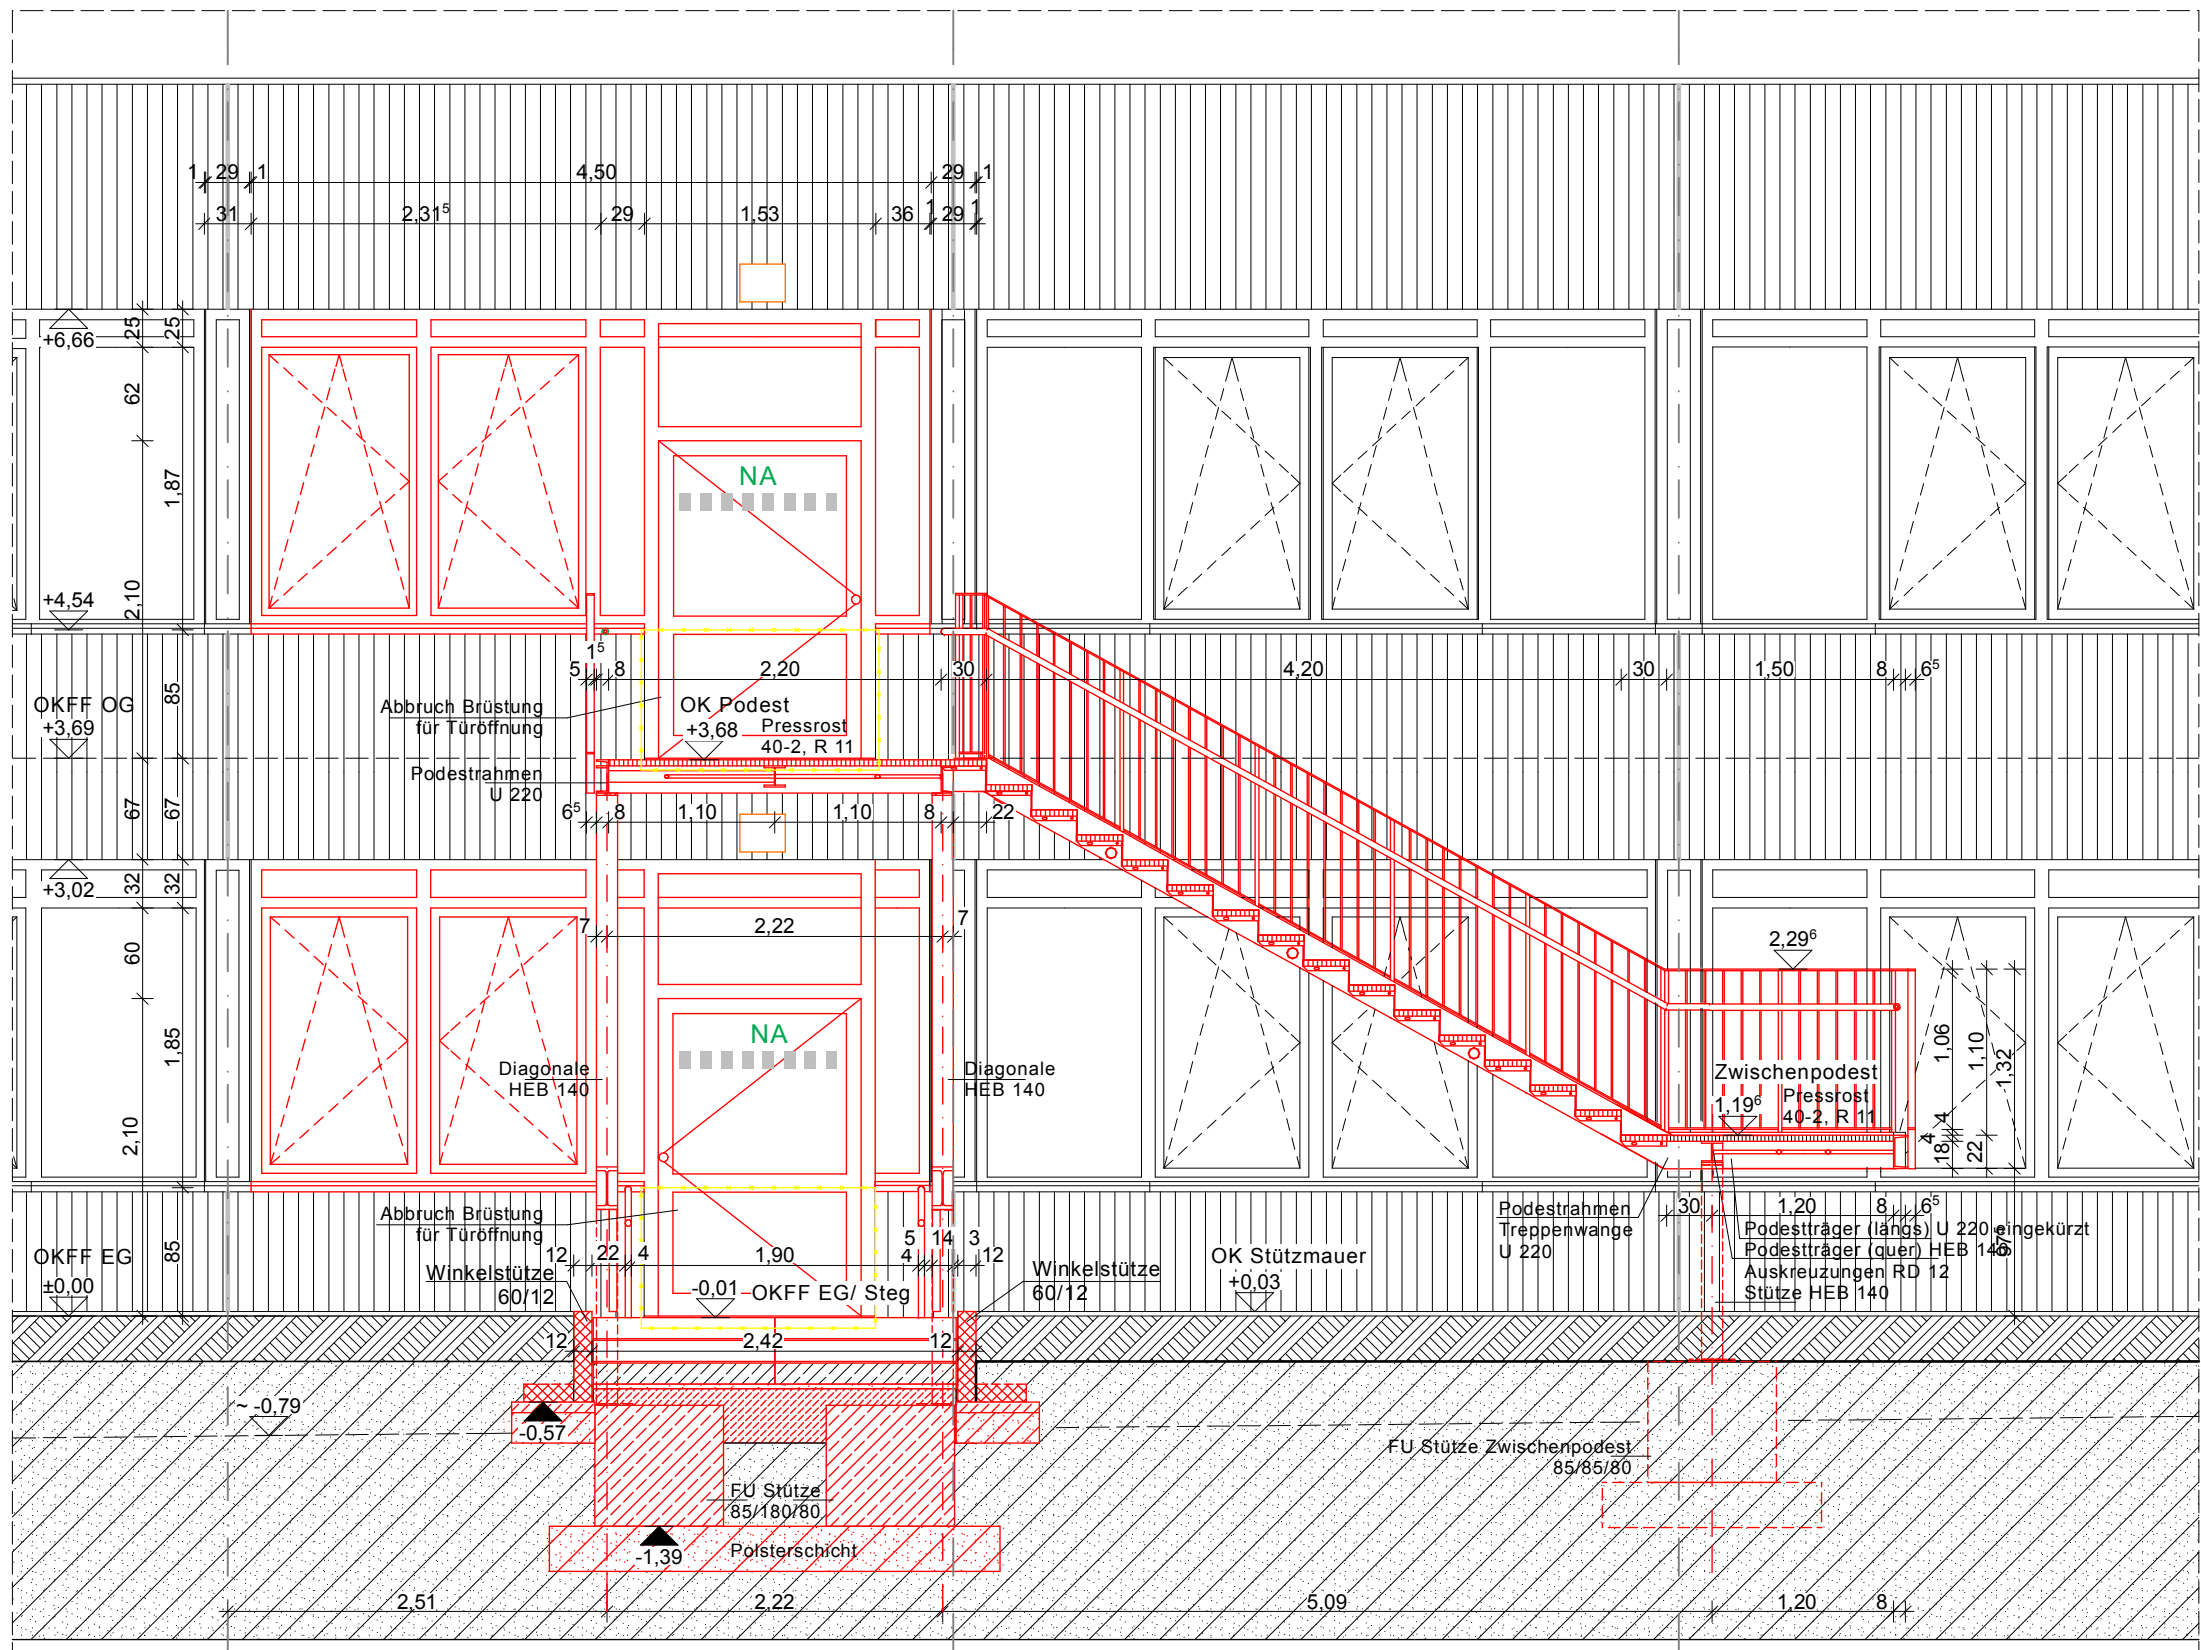 1 29 1 4,50 29 1
31 2,31⁵ 29 1,53 36 1 29 1
+6,66
25 25
62
1,87
NA
2,10
+4,54
1⁵
5 8 2,20 30 4,20 30 1,50 8 6⁵
OKFF OG
+3,69
85
Abbruch Brüstung
für Türöffnung
OK Podest
+3,68
Pressrost
40-2, R 11
Podestrahmen
U 220
67 67
6⁵ 8 1,10 1,10 8 22
+3,02
32 32
7 2,22 7
60
2,29⁶
1,85
NA
Diagonale
HEB 140
Diagonale
HEB 140
1,06 1,10 1,32
Zwischenpodest
1,19⁶
Pressrost
40-2, R 11
4
4
18 22
2,10
30 1,20 8 6⁵
Abbruch Brüstung
für Türöffnung
Podestrahmen
Treppenwange
U 220
Podestträger (längs) U 220 eingekürzt
Podestträger (quer) HEB 140
Auskreuzungen RD 12
Stütze HEB 140
OKFF EG
±0,00
85
12 22 4 1,90 4 5 14 3 12
Winkelstütze
60/12
-0,01 OKFF EG/ Steg
Winkelstütze
60/12
OK Stützmauer
+0,03
12 2,42 12
~ -0,79
-0,57
FU Stütze Zwischenpodest
85/85/80
FU Stütze
85/180/80
-1,39
Polsterschicht
2,51 2,22 5,09 1,20 8